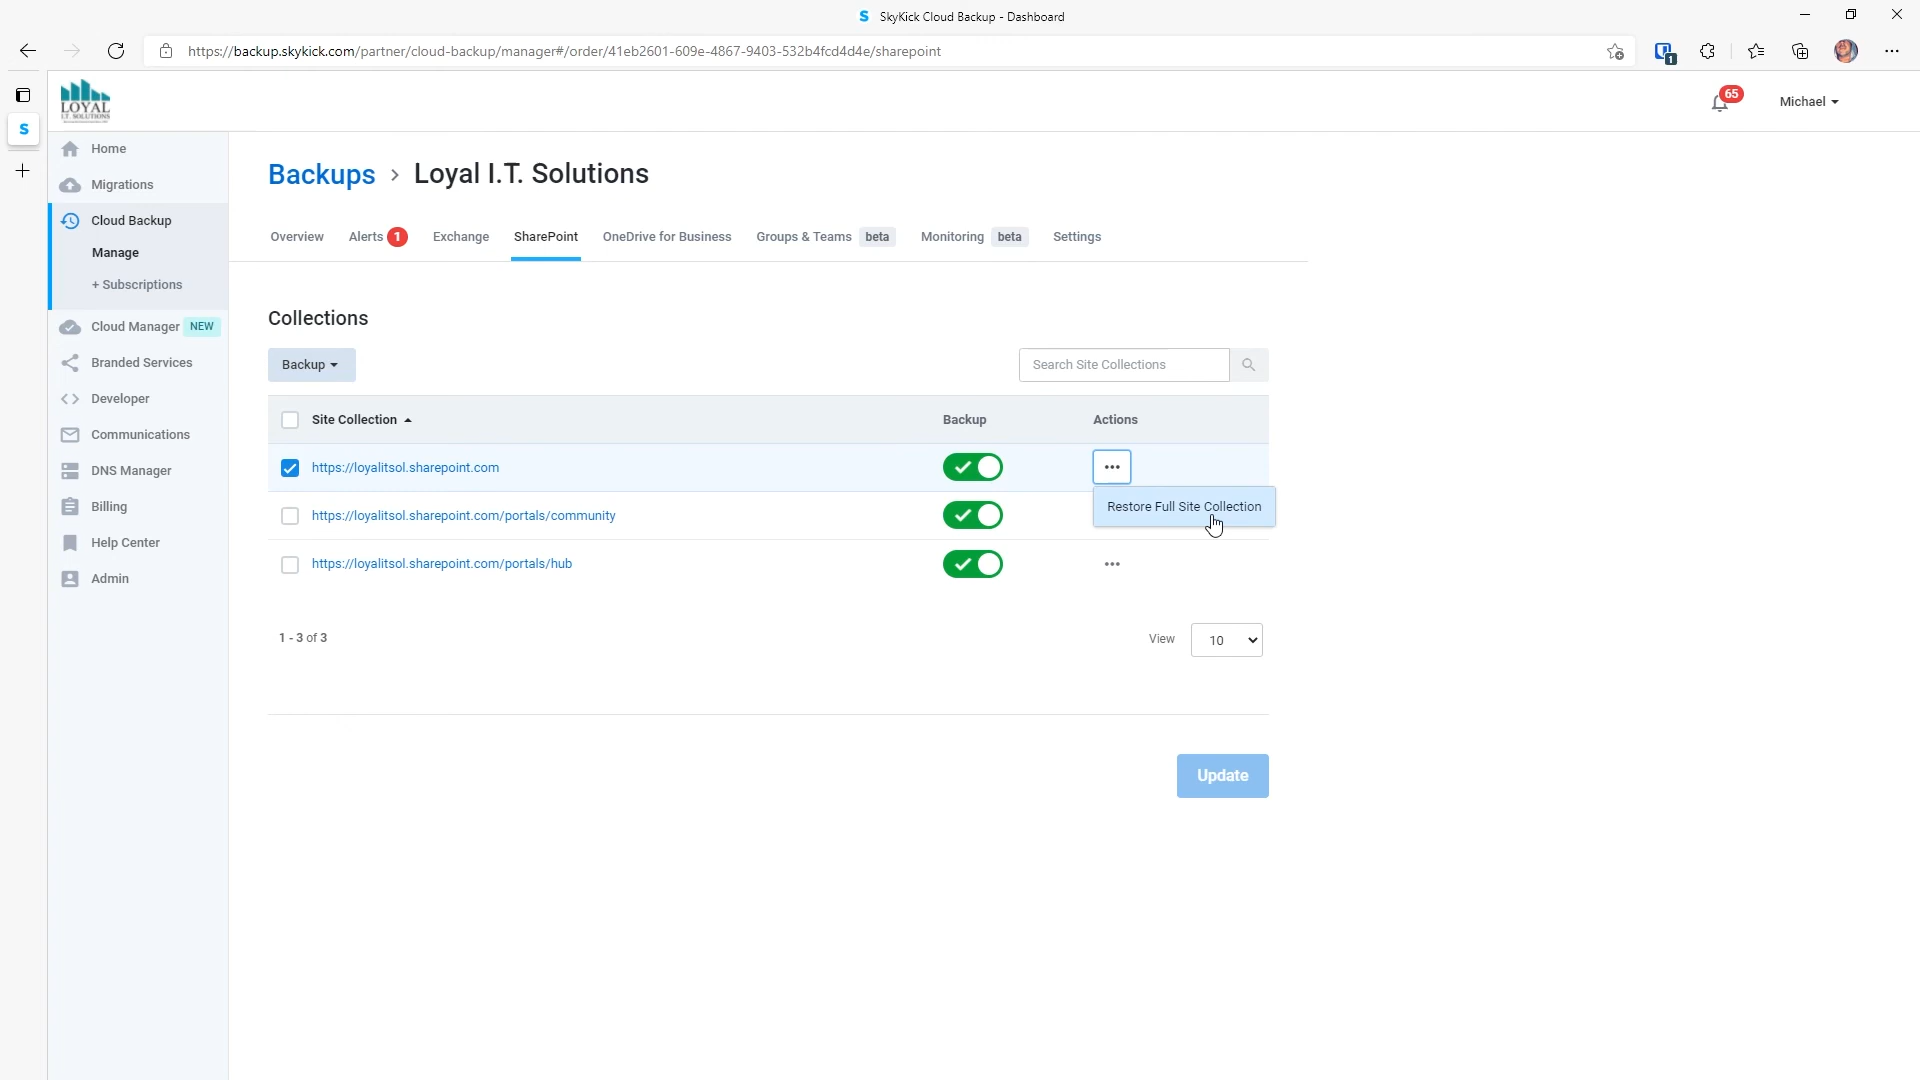 SkyKick Cloud Backup - Dashboard
https://backup.skykick.com/partner/cloud-backup/manager#/order/41eb2601-609e-4867-9403-532b4fcd4d4e/sharepoint
1
S
LOYAL
I.T. SOLUTIONS
65
Michael
Home
Migrations
Cloud Backup
Manage
+ Subscriptions
Cloud Manager NEW
Branded Services
Developer
Communications
DNS Manager
Billing
Help Center
Admin
Backups › Loyal I.T. Solutions
Overview Alerts 1 Exchange SharePoint OneDrive for Business Groups & Teams beta Monitoring beta Settings
Collections
Backup
Search Site Collections
Site Collection Backup Actions
https://loyalitsol.sharepoint.com
Restore Full Site Collection
https://loyalitsol.sharepoint.com/portals/community
https://loyalitsol.sharepoint.com/portals/hub
1 - 3 of 3
View 10
Update